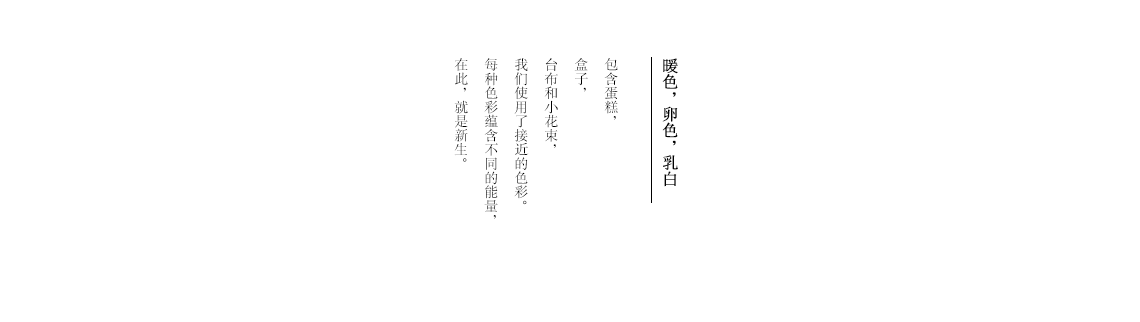 暖色，卵色，乳白
包含蛋糕，
盒子，
台布和小花束，
我们使用了接近的色彩。
每种色彩蕴含不同的能量，
在此，就是新生。